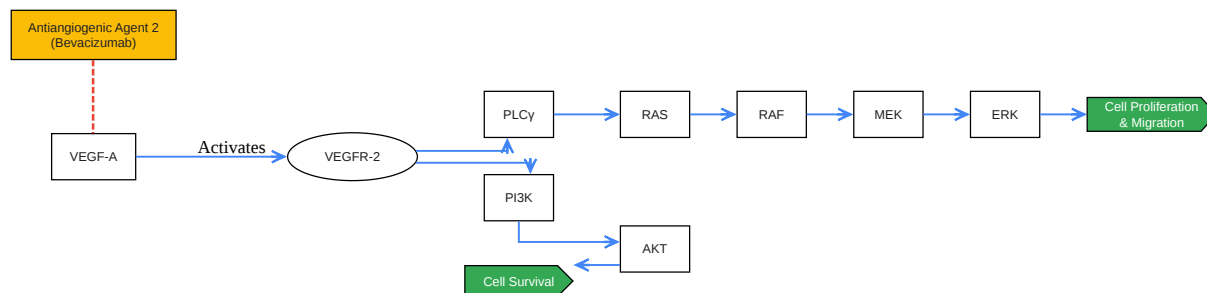 Antiangiogenic Agent 2
(Bevacizumab)
VEGF-A
Activates
VEGFR-2
PLCγ
RAS
RAF
MEK
ERK
Cell Proliferation
& Migration
PI3K
AKT
Cell Survival